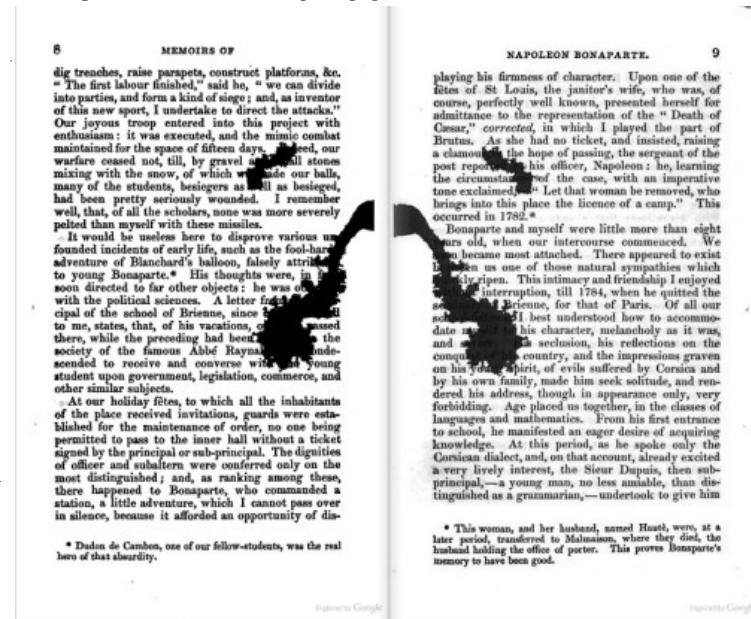 8
MEMOIRS OF
dig trenches, raise parapets, construct platforms, &c.
“ The first labour finished,” said he, “ we can divide
into parties, and form a kind of siege ; and, as inventor
of this new sport, I undertake to direct the attacks.”
Our joyous troop entered into this project with
enthusiasm : it was executed, and the mimic combat
maintained for the space of fifteen days. eed, our
warfare ceased not, till, by gravel a all stones
mixing with the snow, of which w de our balls,
many of the students, besiegers as ll as besieged,
had been pretty seriously wounded. I remember
well, that, of all the scholars, none was more severely
pelted than myself with these missiles.
It would be useless here to disprove various u
founded incidents of early life, such as the fool-har
adventure of Blanchard's balloon, falsely attri
to young Bonaparte.* His thoughts were, in
soon directed to far other objects : he was o
with the political sciences. A letter
cipal of the school of Brienne, since
to me, states, that, of his vacations, assed
there, while the preceding had been the
society of the famous Abbé Rayna onde-
scended to receive and converse wi young
student upon government, legislation, commerce, and
other similar subjects.
At our holiday fêtes, to which all the inhabitants
of the place received invitations, guards were esta-
blished for the maintenance of order, no one being
permitted to pass to the inner hall without a ticket
signed by the principal or sub-principal. The dignities
of officer and subaltern were conferred only on the
most distinguished ; and, as ranking among these,
there happened to Bonaparte, who commanded a
station, a little adventure, which I cannot pass over
in silence, because it afforded an opportunity of dis-
* Dudon de Cambon, one of our fellow-students, was the real
hero of that absurdity.
Digitized by Google
NAPOLEON BONAPARTE.
9
playing his firmness of character. Upon one of the
fêtes of St Louis, the janitor's wife, who was, of
course, perfectly well known, presented herself for
admittance to the representation of the “ Death of
Cæsar,” corrected, in which I played the part of
Brutus. As she had no ticket, and insisted, raising
a clamou the hope of passing, the sergeant of the
post repor his officer, Napoleon : he, learning
the circumstan of the case, with an imperative
tone exclaimed, “ Let that woman be removed, who
brings into this place the licence of a camp.” This
occurred in 1782.*
Bonaparte and myself were little more than eight
ars old, when our intercourse commenced. We
became most attached. There appeared to exist
en us one of those natural sympathies which
kly ripen. This intimacy and friendship I enjoyed
interruption, till 1784, when he quitted the
Brienne, for that of Paris. Of all our
I best understood how to accommo-
date his character, melancholy as it was,
and seclusion, his reflections on the
conqu country, and the impressions graven
on his spirit, of evils suffered by Corsica and
by his own family, made him seek solitude, and ren-
dered his address, though in appearance only, very
forbidding. Age placed us together, in the classes of
languages and mathematics. From his first entrance
to school, he manifested an eager desire of acquiring
knowledge. At this period, as he spoke only the
Corsican dialect, and, on that account, already excited
a very lively interest, the Sieur Dupuis, then sub-
principal,—a young man, no less amiable, than dis-
tinguished as a grammarian,—undertook to give him
* This woman, and her husband, named Hauté, were, at a
later period, transferred to Malmaison, where they died, the
husband holding the office of porter. This proves Bonaparte's
memory to have been good.
Digitized by Google